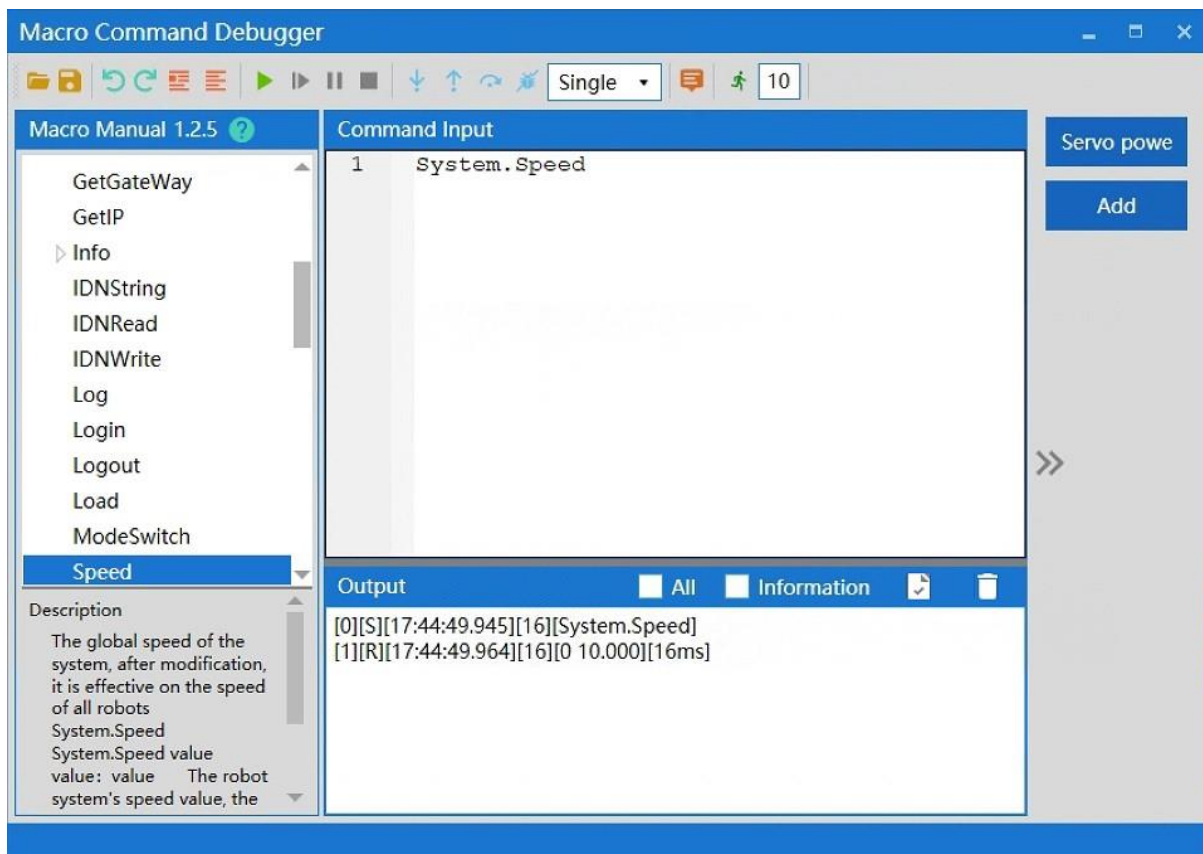 Macro Command Debugger
Single
10
Macro Manual 1.2.5
?
GetGateWay
GetIP
Info
IDNString
IDNRead
IDNWrite
Log
Login
Logout
Load
ModeSwitch
Speed
Description
The global speed of the
system, after modification,
it is effective on the speed
of all robots
System.Speed
System.Speed value
value: value The robot
system's speed value, the
Command Input
1 System.Speed
Output
All
Information
[0][S][17:44:49.945][16][System.Speed]
[1][R][17:44:49.964][16][0 10.000][16ms]
Servo powe
Add